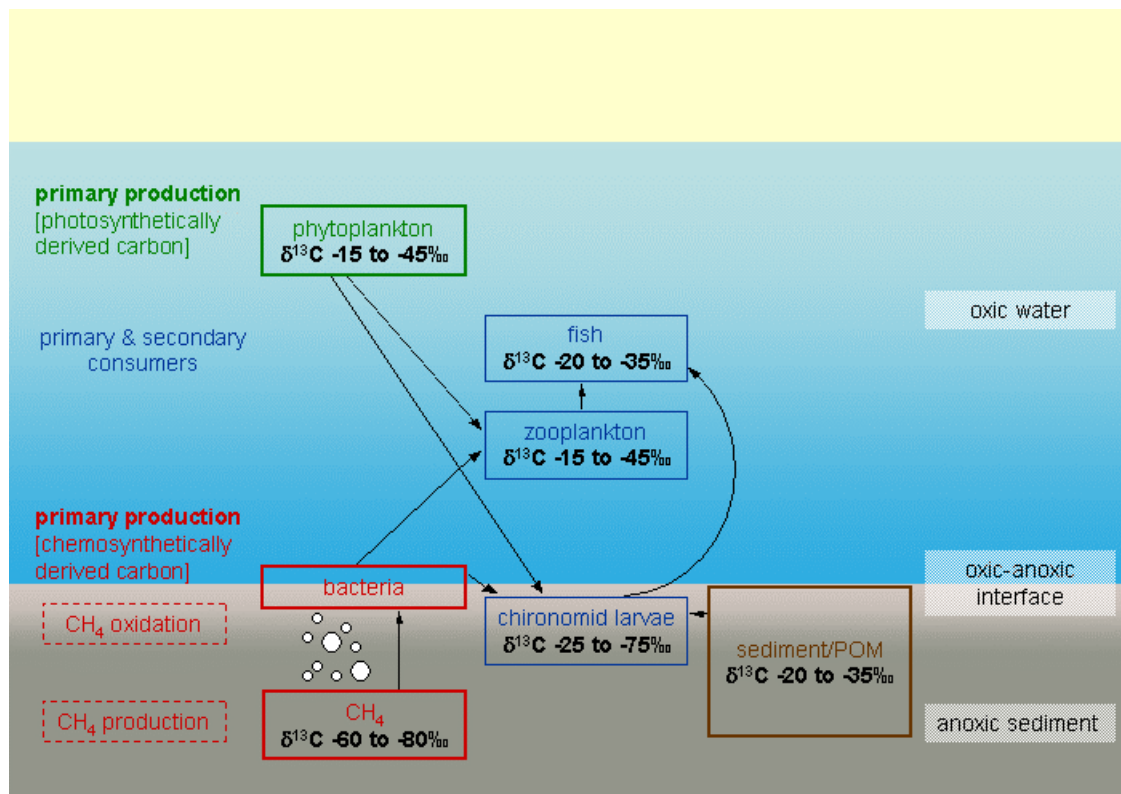 primary production
[photosynthetically
derived carbon]
phytoplankton
δ¹³C -15 to -45‰
oxic water
primary & secondary
consumers
fish
δ¹³C -20 to -35‰
zooplankton
δ¹³C -15 to -45‰
primary production
[chemosynthetically
derived carbon]
bacteria
oxic-anoxic
interface
CH₄ oxidation
chironomid larvae
δ¹³C -25 to -75‰
sediment/POM
δ¹³C -20 to -35‰
CH₄ production
CH₄
δ¹³C -60 to -80‰
anoxic sediment